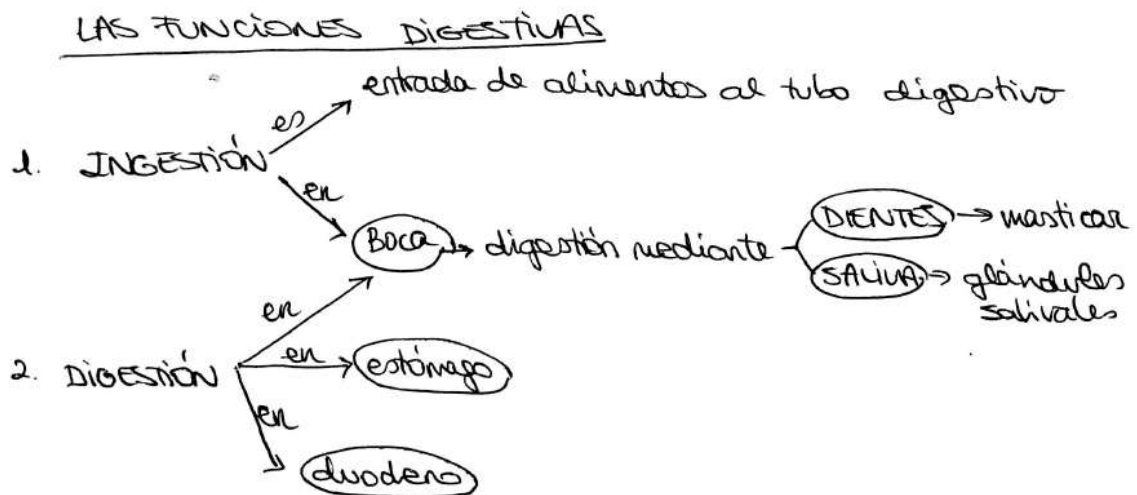 LAS FUNCIONES DIGESTIVAS
es entrada de alimentos al tubo digestivo
1. INGESTIÓN
en
BOCA → digestión mediante DIENTES → masticar
SALIVA → glándulas salivales
en
2. DIGESTIÓN en estómago
en
duodeno